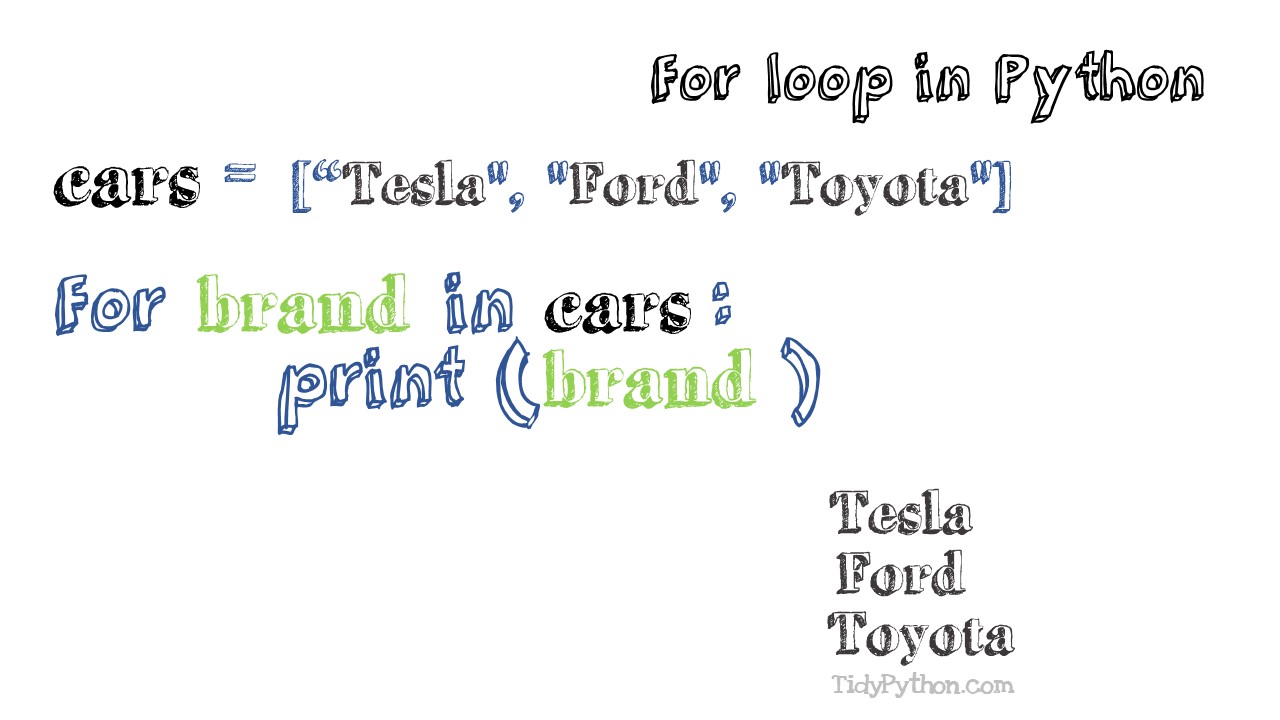 For loop in Python
cars = [“Tesla", "Ford", "Toyota"]
For brand in cars :
print (brand )
Tesla
Ford
Toyota
TidyPython.com